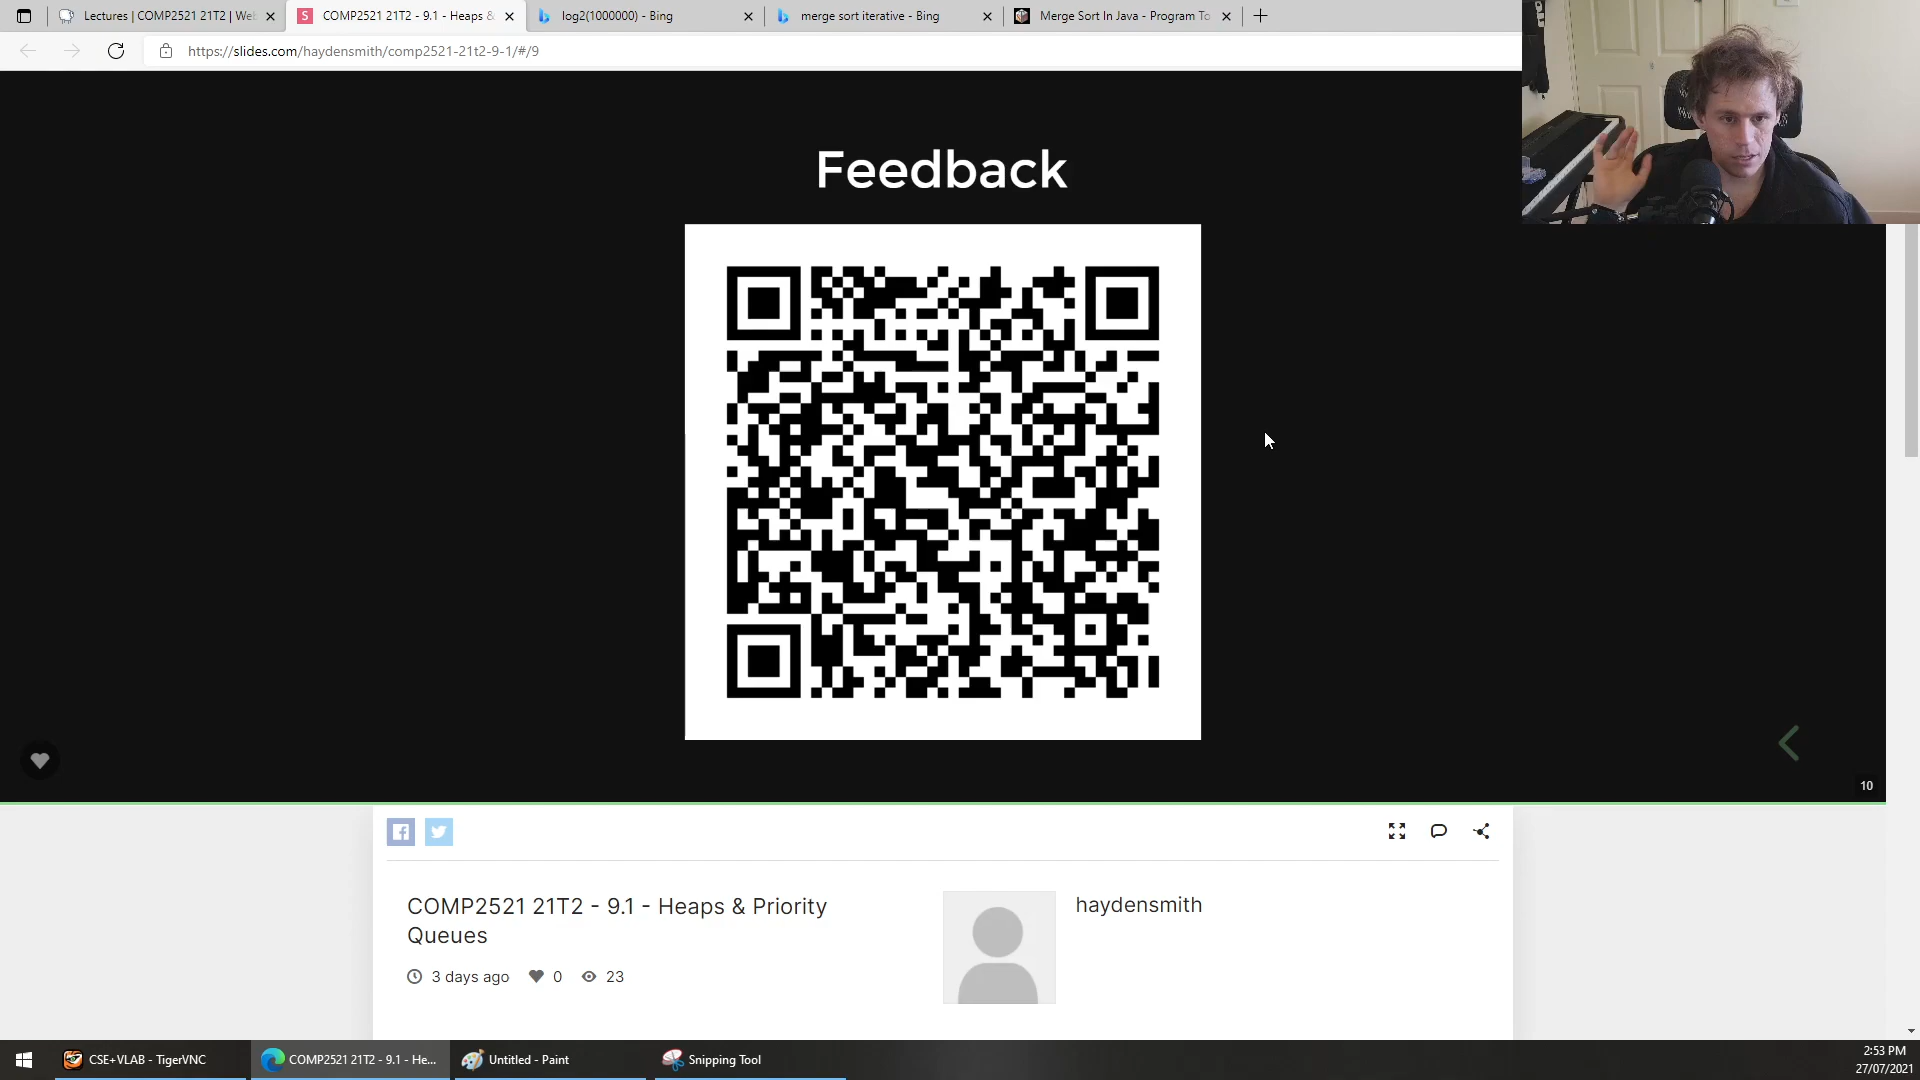 Lectures | COMP2521 21T2 | Web
COMP2521 21T2 - 9.1 - Heaps &
log2(1000000) - Bing
merge sort iterative - Bing
Merge Sort In Java - Program To
https://slides.com/haydensmith/comp2521-21t2-9-1/#/9
Feedback
10
COMP2521 21T2 - 9.1 - Heaps & Priority
Queues
haydensmith
3 days ago
0
23
CSE+VLAB - TigerVNC
COMP2521 21T2 - 9.1 - He...
Untitled - Paint
Snipping Tool
2:53 PM
27/07/2021